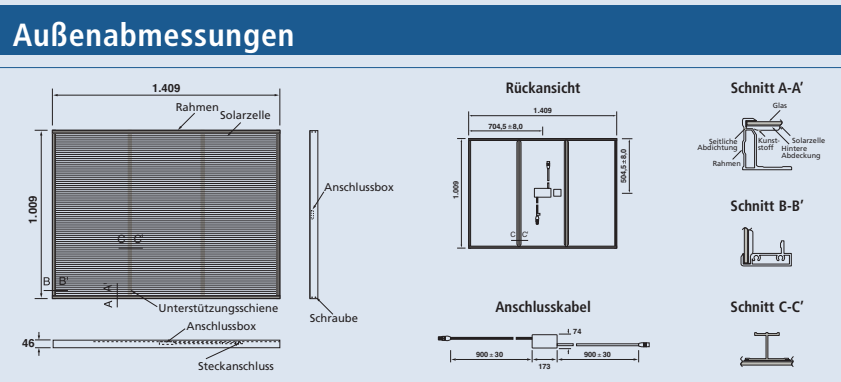 Außenabmessungen
1.409
Rahmen
Solarzelle
1.009
Anschlussbox
C C'
B B'
A A'
Unterstützungsschiene
Schraube
Anschlussbox
46
Steckanschluss
Rückansicht
1.409
704,5 ± 8,0
504,5 ± 8,0
1.009
C C'
Anschlusskabel
74
900 ± 30
173
900 ± 30
Schnitt A-A'
Glas
Seitliche
Abdichtung
Kunst-
stoff
Solarzelle
Hintere
Abdeckung
Rahmen
Schnitt B-B'
Schnitt C-C'